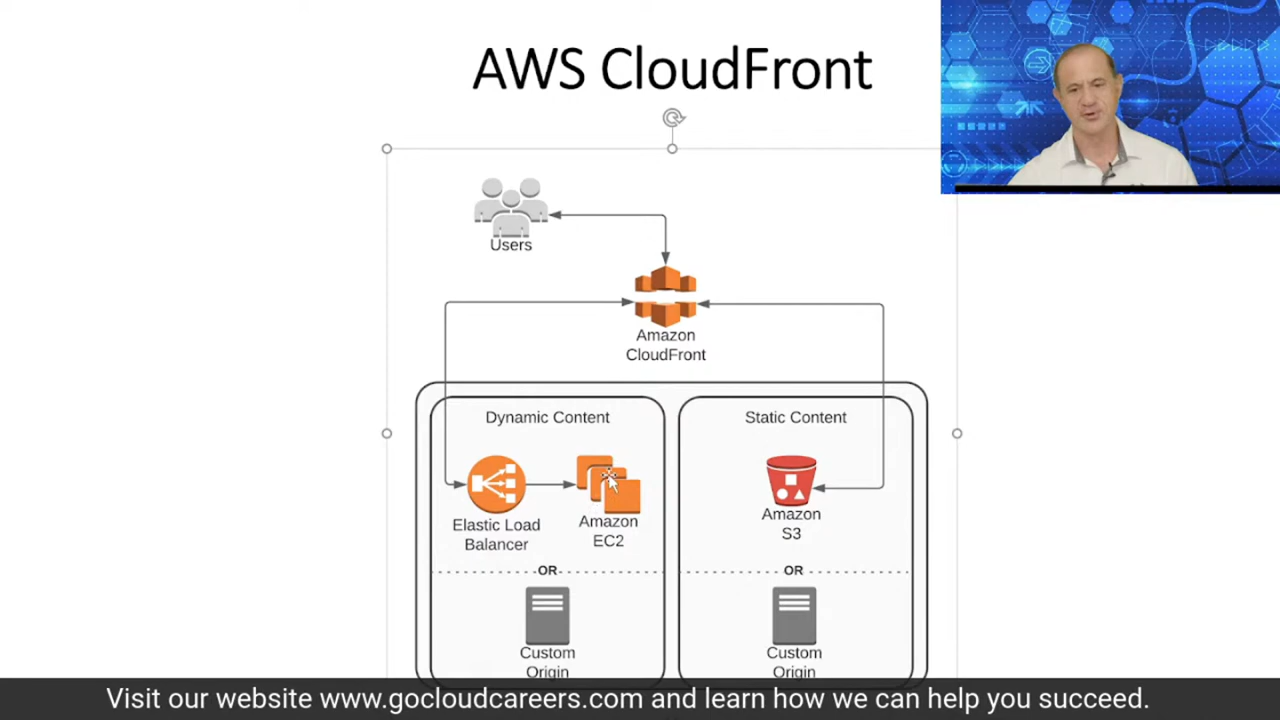 AWS CloudFront
Users
Amazon
CloudFront
Dynamic Content
Static Content
Elastic Load
Balancer
Amazon
EC2
Amazon
S3
OR
OR
Custom
Origin
Custom
Origin
Visit our website www.gocloudcareers.com and learn how we can help you succeed.